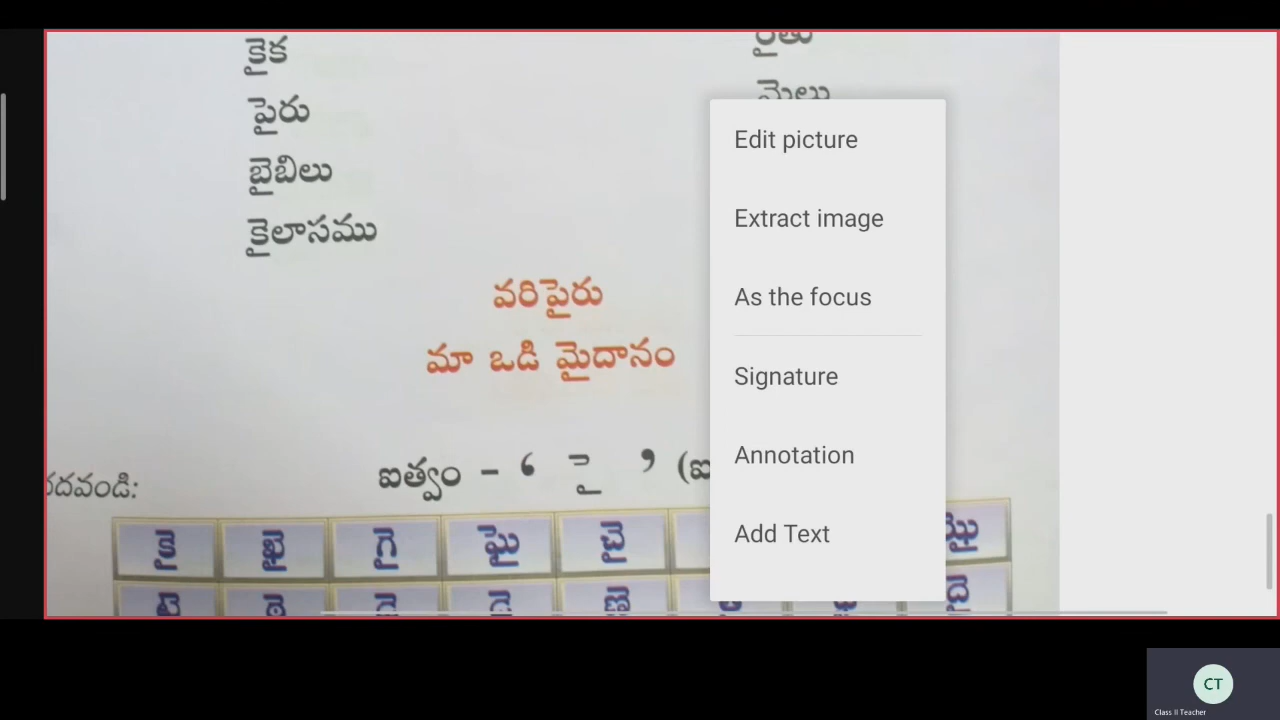 కైక
రైతు
పైరు
మైలు
బైబిలు
కైలాసము
వరిపైరు
మా ఒడి మైదానం
ఐత్వం - ‘ ై ’ (ఐ
చదవండి:
కై ఖై గై ఘై చై ఝై
టై ఠై డై ఢై ణై దై
Edit picture
Extract image
As the focus
Signature
Annotation
Add Text
CT
Class II Teacher